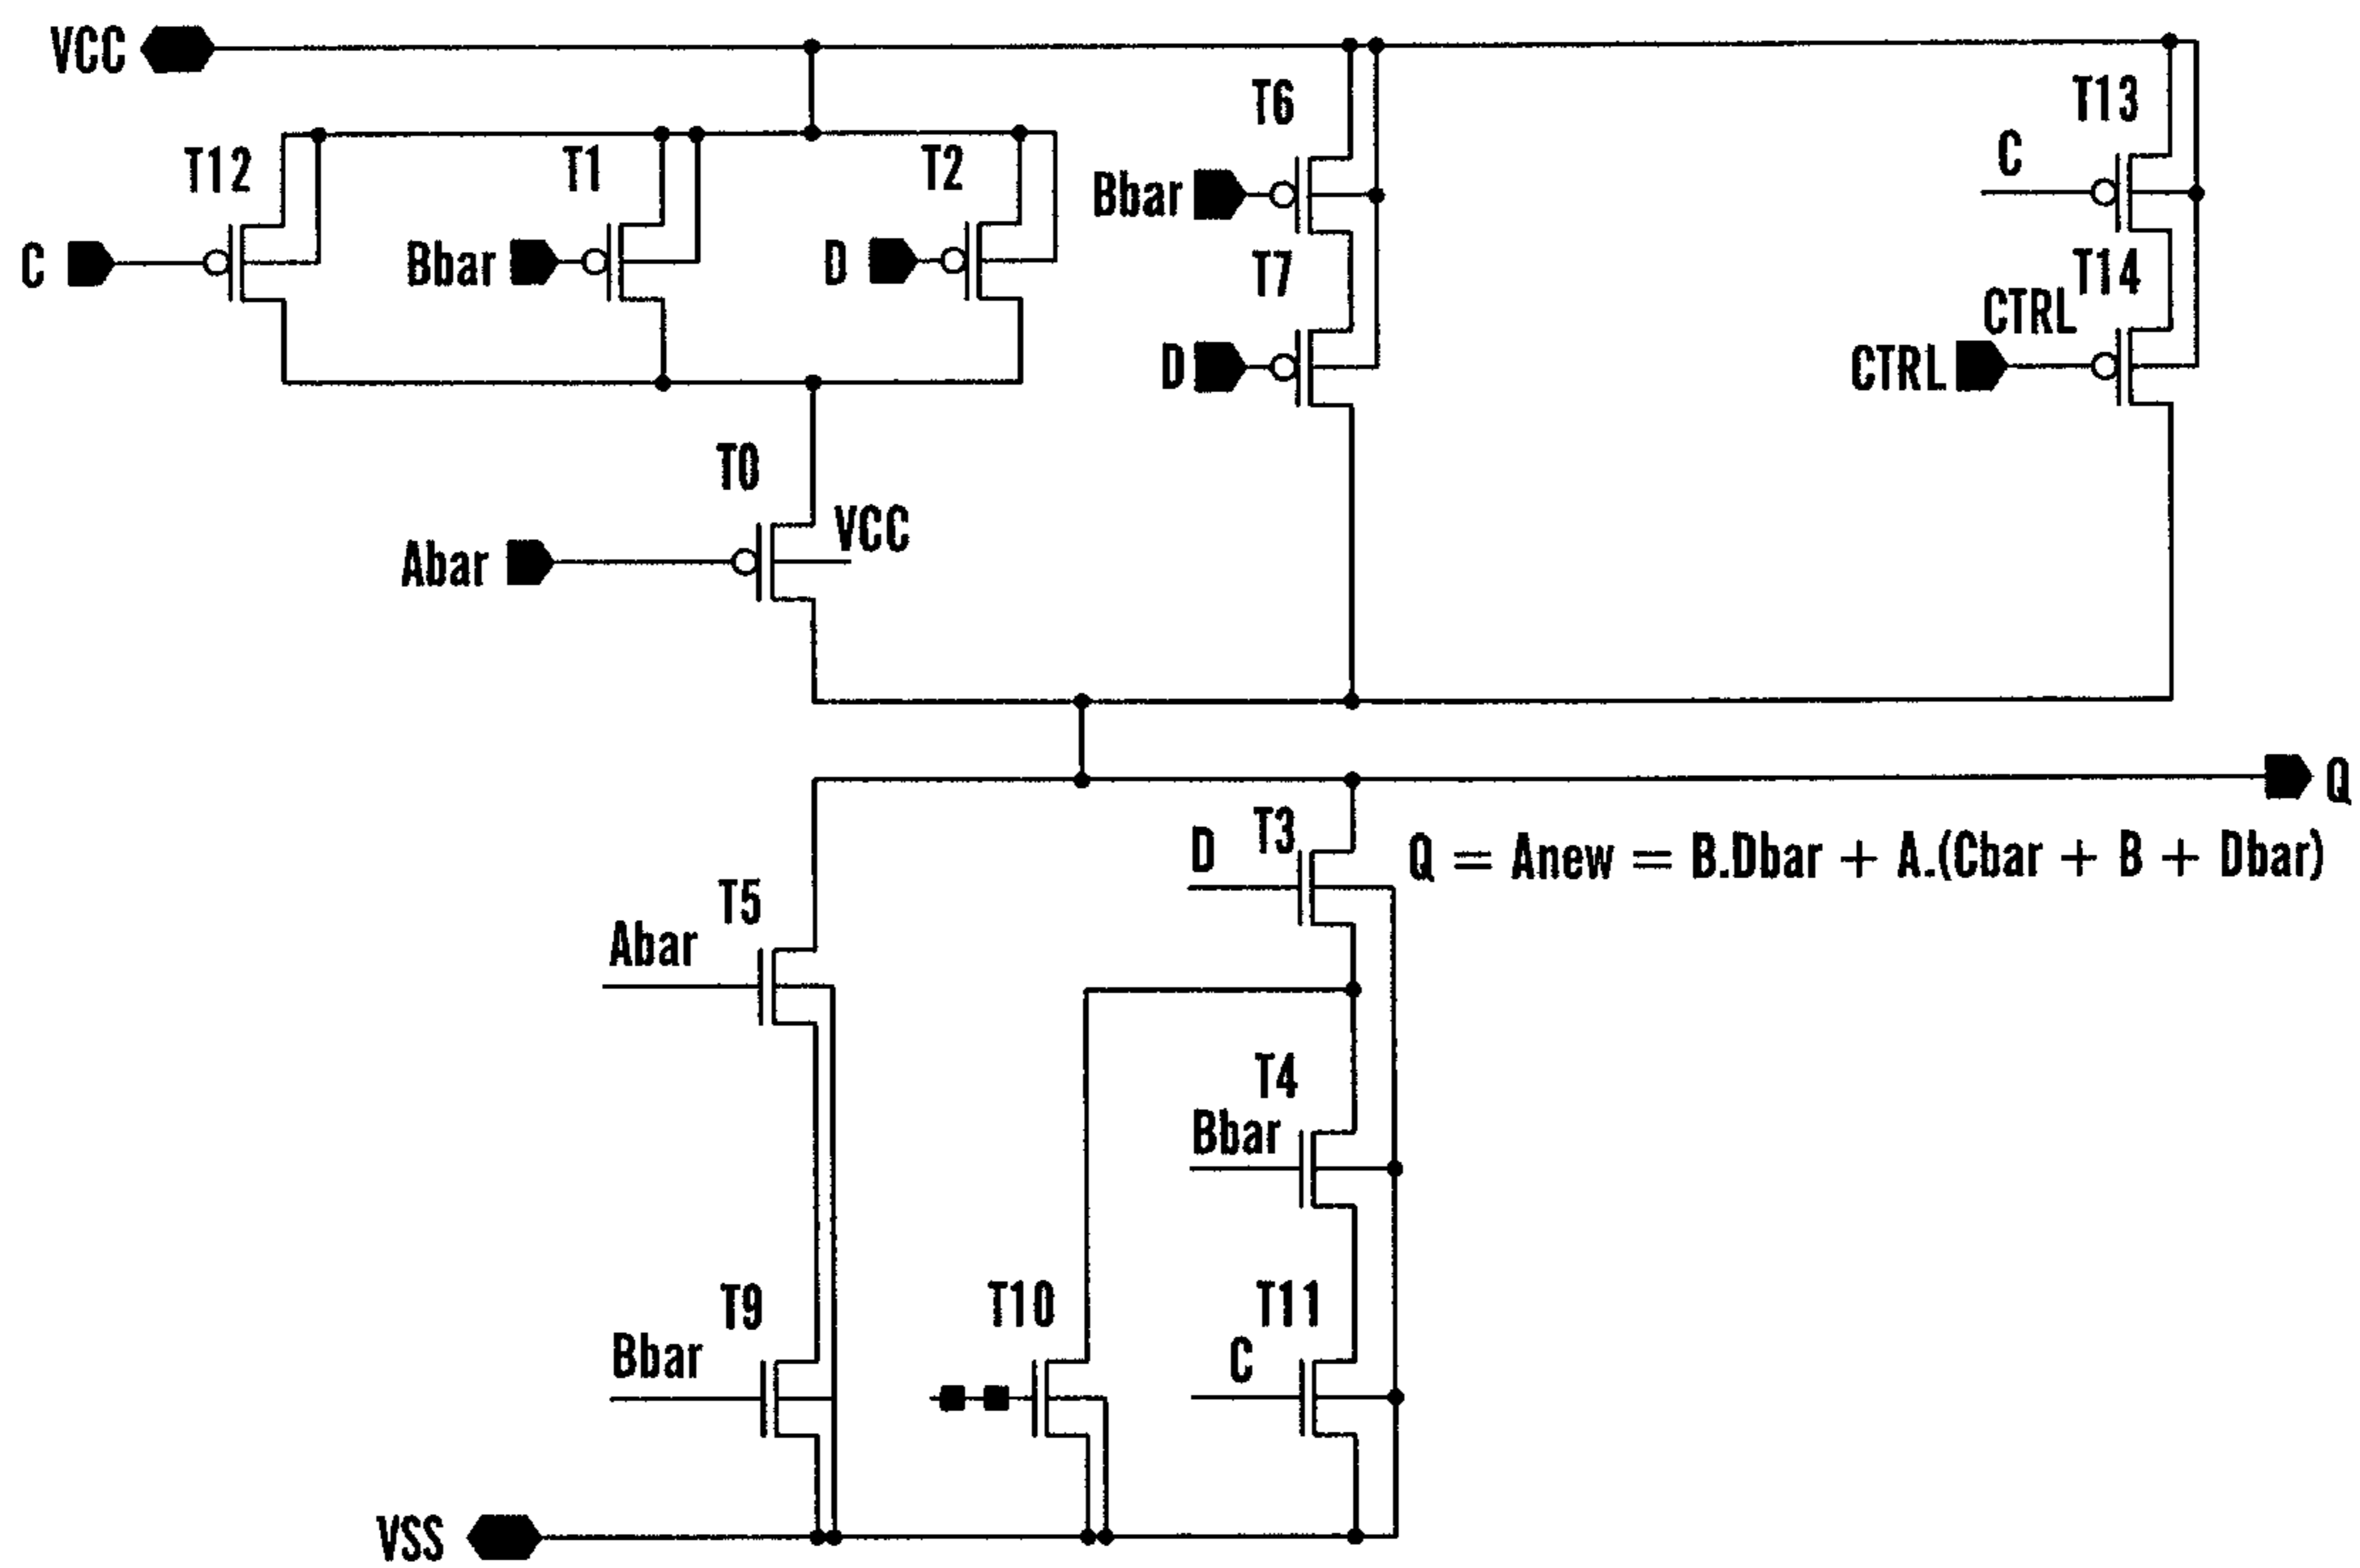 VCC
T6
T13
C
T12
T1
T2
Bbar
C
Bbar
D
T7
T14
CTRL
D
CTRL
T0
VCC
Abar
Q
D
T3
Q = Anew = B.Dbar + A.(Cbar + B + Dbar)
T5
Abar
T4
Bbar
T9
T10
T11
Bbar
C
VSS